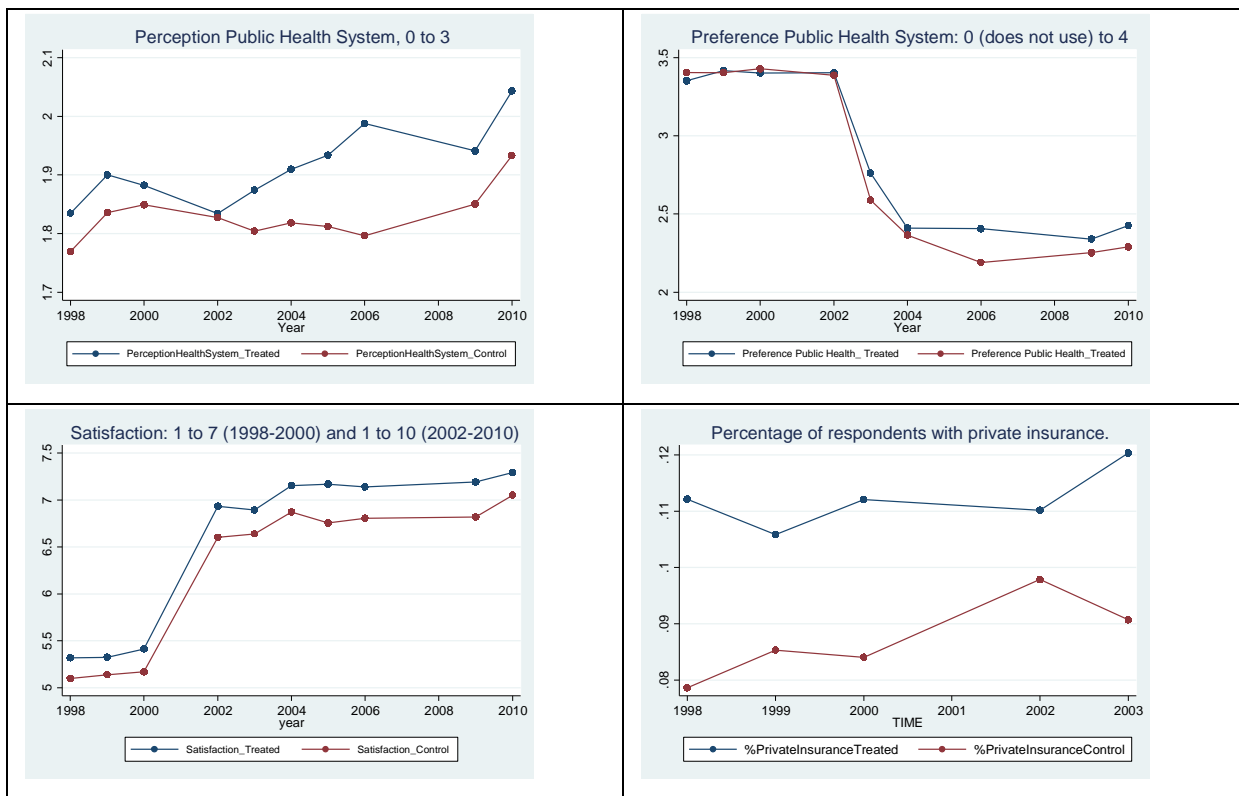 Perception Public Health System, 0 to 3
2.1
2
1.9
1.8
1.7
1998 2000 2002 2004 2006 2008 2010
Year
PerceptionHealthSystem_Treated PerceptionHealthSystem_Control
Preference Public Health System: 0 (does not use) to 4
3.5
3
2.5
2
1998 2000 2002 2004 2006 2008 2010
Year
Preference Public Health_ Treated Preference Public Health_Treated
Satisfaction: 1 to 7 (1998-2000) and 1 to 10 (2002-2010)
7.5
7
6.5
6
5.5
5
1998 2000 2002 2004 2006 2008 2010
year
Satisfaction_Treated Satisfaction_Control
Percentage of respondents with private insurance.
.12
.11
.1
.09
.08
1998 1999 2000 2001 2002 2003
TIME
%PrivateInsuranceTreated %PrivateInsuranceControl